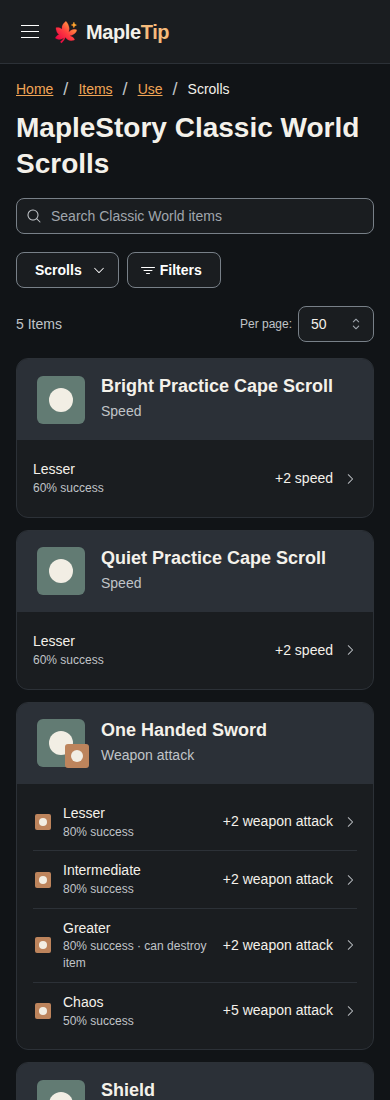 MapleTip
Home / Items / Use / Scrolls
MapleStory Classic World
Scrolls
Search Classic World items
Scrolls Filters
5 Items Per page: 50
Bright Practice Cape Scroll
Speed
Lesser
60% success
+2 speed
Quiet Practice Cape Scroll
Speed
Lesser
60% success
+2 speed
One Handed Sword
Weapon attack
Lesser
80% success
+2 weapon attack
Intermediate
80% success
+2 weapon attack
Greater
80% success · can destroy
item
+2 weapon attack
Chaos
50% success
+5 weapon attack
Shield